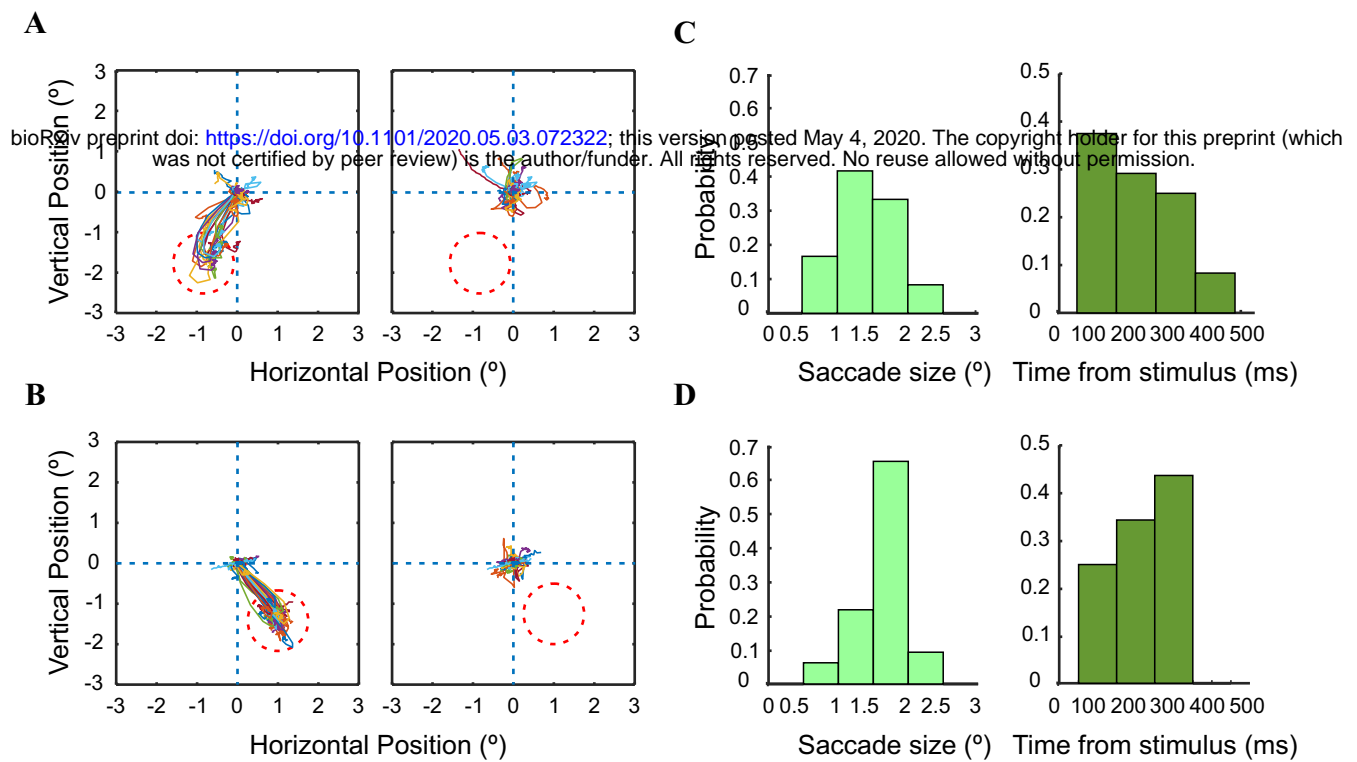 A
C
3
2
1
0
-1
-2
-3
Vertical Position (º)
-3 -2 -1 0 1 2 3
-3 -2 -1 0 1 2 3
Horizontal Position (º)
0.7
0.6
0.5
0.4
0.3
0.2
0.1
0
Probability
0 0.5 1 1.5 2 2.5 3
Saccade size (º)
0.5
0.4
0.3
0.2
0.1
0
0 100 200 300 400 500
Time from stimulus (ms)
bioRxiv preprint doi: https://doi.org/10.1101/2020.05.03.072322; this version posted May 4, 2020. The copyright holder for this preprint (which
was not certified by peer review) is the author/funder. All rights reserved. No reuse allowed without permission.
B
D
3
2
1
0
-1
-2
-3
Vertical Position (º)
-3 -2 -1 0 1 2 3
-3 -2 -1 0 1 2 3
Horizontal Position (º)
0.7
0.6
0.5
0.4
0.3
0.2
0.1
0
Probability
0 0.5 1 1.5 2 2.5 3
Saccade size (º)
0.5
0.4
0.3
0.2
0.1
0
0 100 200 300 400 500
Time from stimulus (ms)